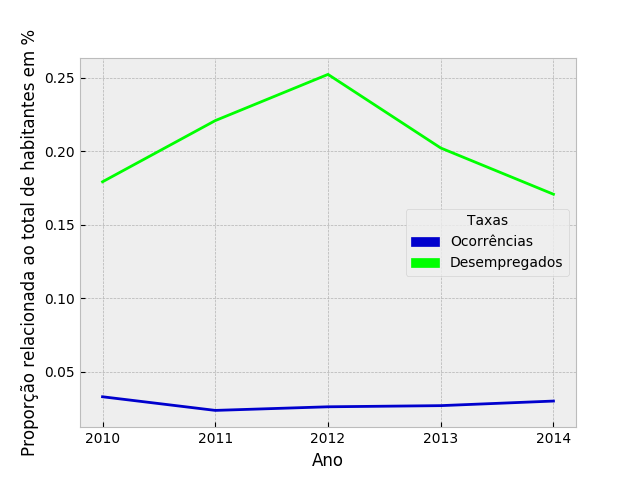 Proporção relacionada ao total de habitantes em %
0.25
0.20
0.15
0.10
0.05
Taxas
Ocorrências
Desempregados
2010 2011 2012 2013 2014
Ano